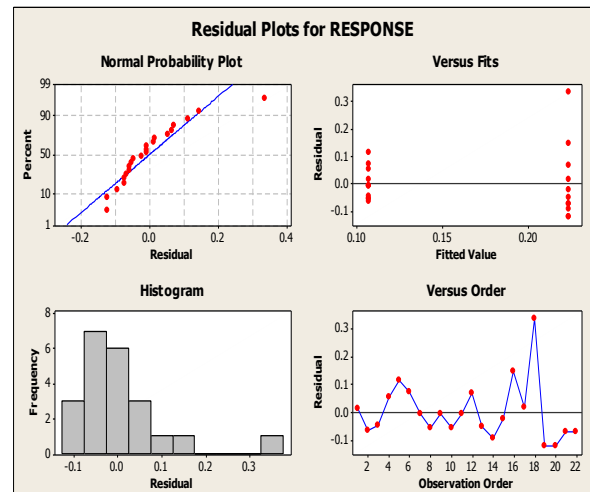 Residual Plots for RESPONSE
Normal Probability Plot
Percent
99
90
50
10
1
-0.2 0.0 0.2 0.4
Residual
Versus Fits
Residual
0.3
0.2
0.1
0.0
-0.1
0.10 0.15 0.20
Fitted Value
Histogram
Frequency
8
6
4
2
0
-0.1 0.0 0.1 0.2 0.3
Residual
Versus Order
Residual
0.3
0.2
0.1
0.0
-0.1
2 4 6 8 10 12 14 16 18 20 22
Observation Order